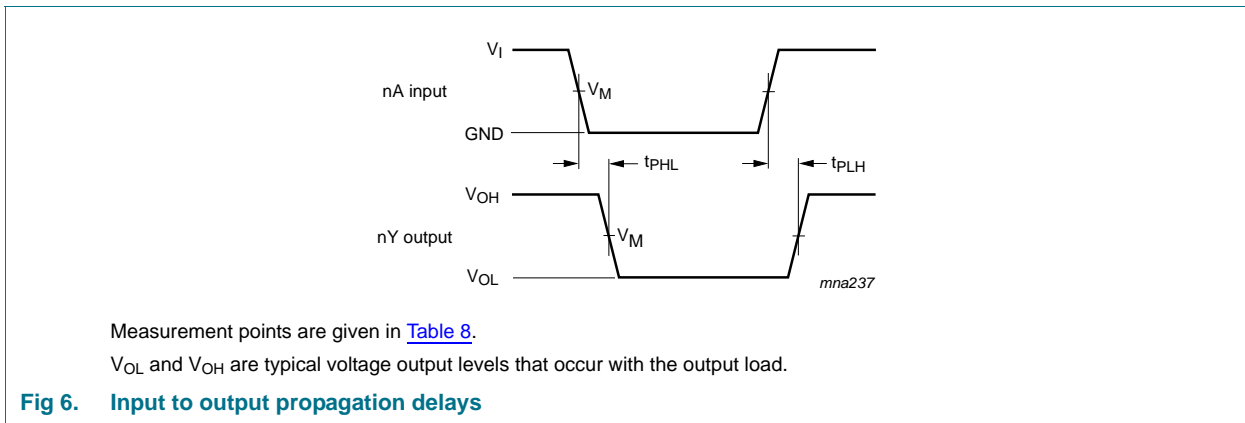 VI
nA input
VM
GND
tPHL
tPLH
VOH
nY output
VM
VOL
mna237
Measurement points are given in Table 8.
VOL and VOH are typical voltage output levels that occur with the output load.
Fig 6. Input to output propagation delays